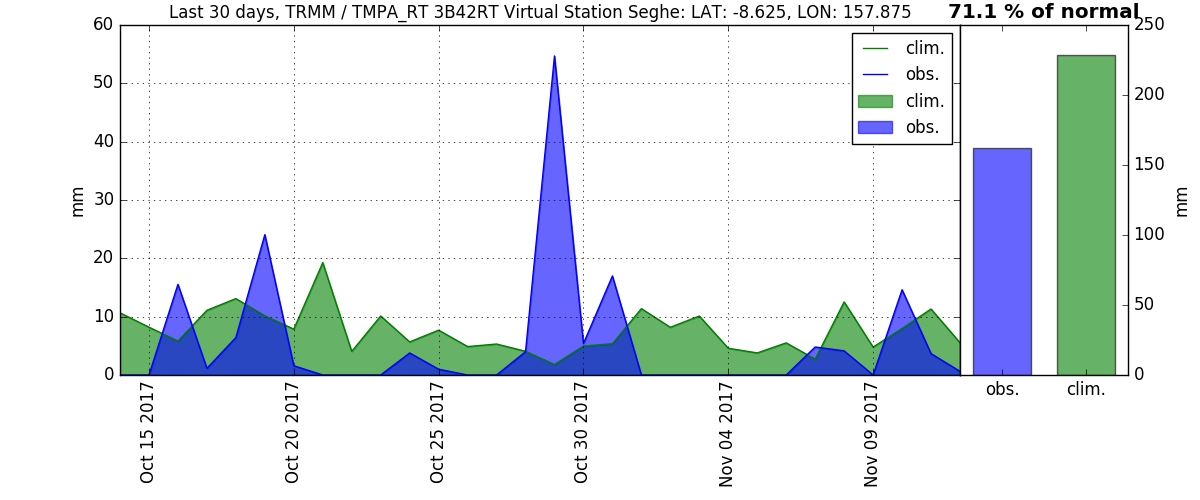 Last 30 days, TRMM / TMPA_RT 3B42RT Virtual Station Seghe: LAT: -8.625, LON: 157.875
71.1 % of normal
60
50
40
30
20
10
0
mm
clim.
obs.
clim.
obs.
Oct 15 2017
Oct 20 2017
Oct 25 2017
Oct 30 2017
Nov 04 2017
Nov 09 2017
250
200
150
100
50
0
mm
obs.
clim.